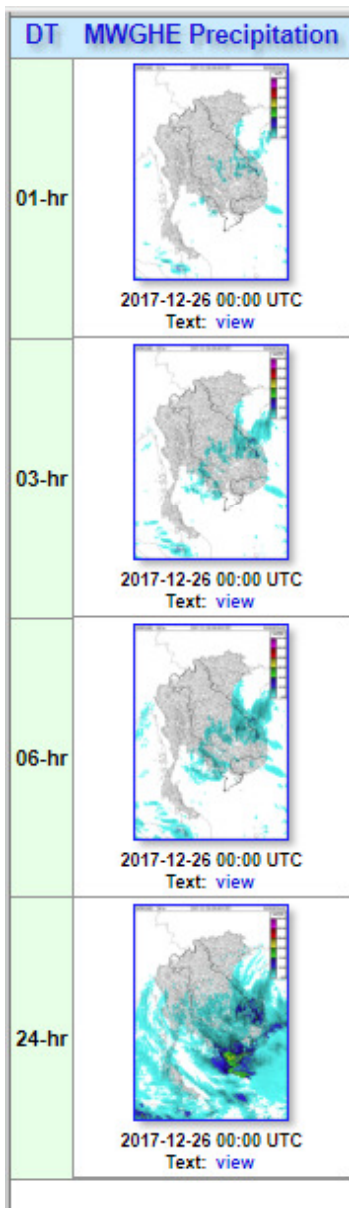 DT MWGHE Precipitation
01-hr
2017-12-26 00:00 UTC
Text: view
03-hr
2017-12-26 00:00 UTC
Text: view
06-hr
2017-12-26 00:00 UTC
Text: view
24-hr
2017-12-26 00:00 UTC
Text: view